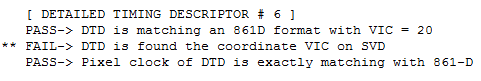 [ DETAILED TIMING DESCRIPTOR # 6 ]
PASS-> DTD is matching an 861D format with VIC = 20
** FAIL-> DTD is found the coordinate VIC on SVD
PASS-> Pixel clock of DTD is exactly matching with 861-D